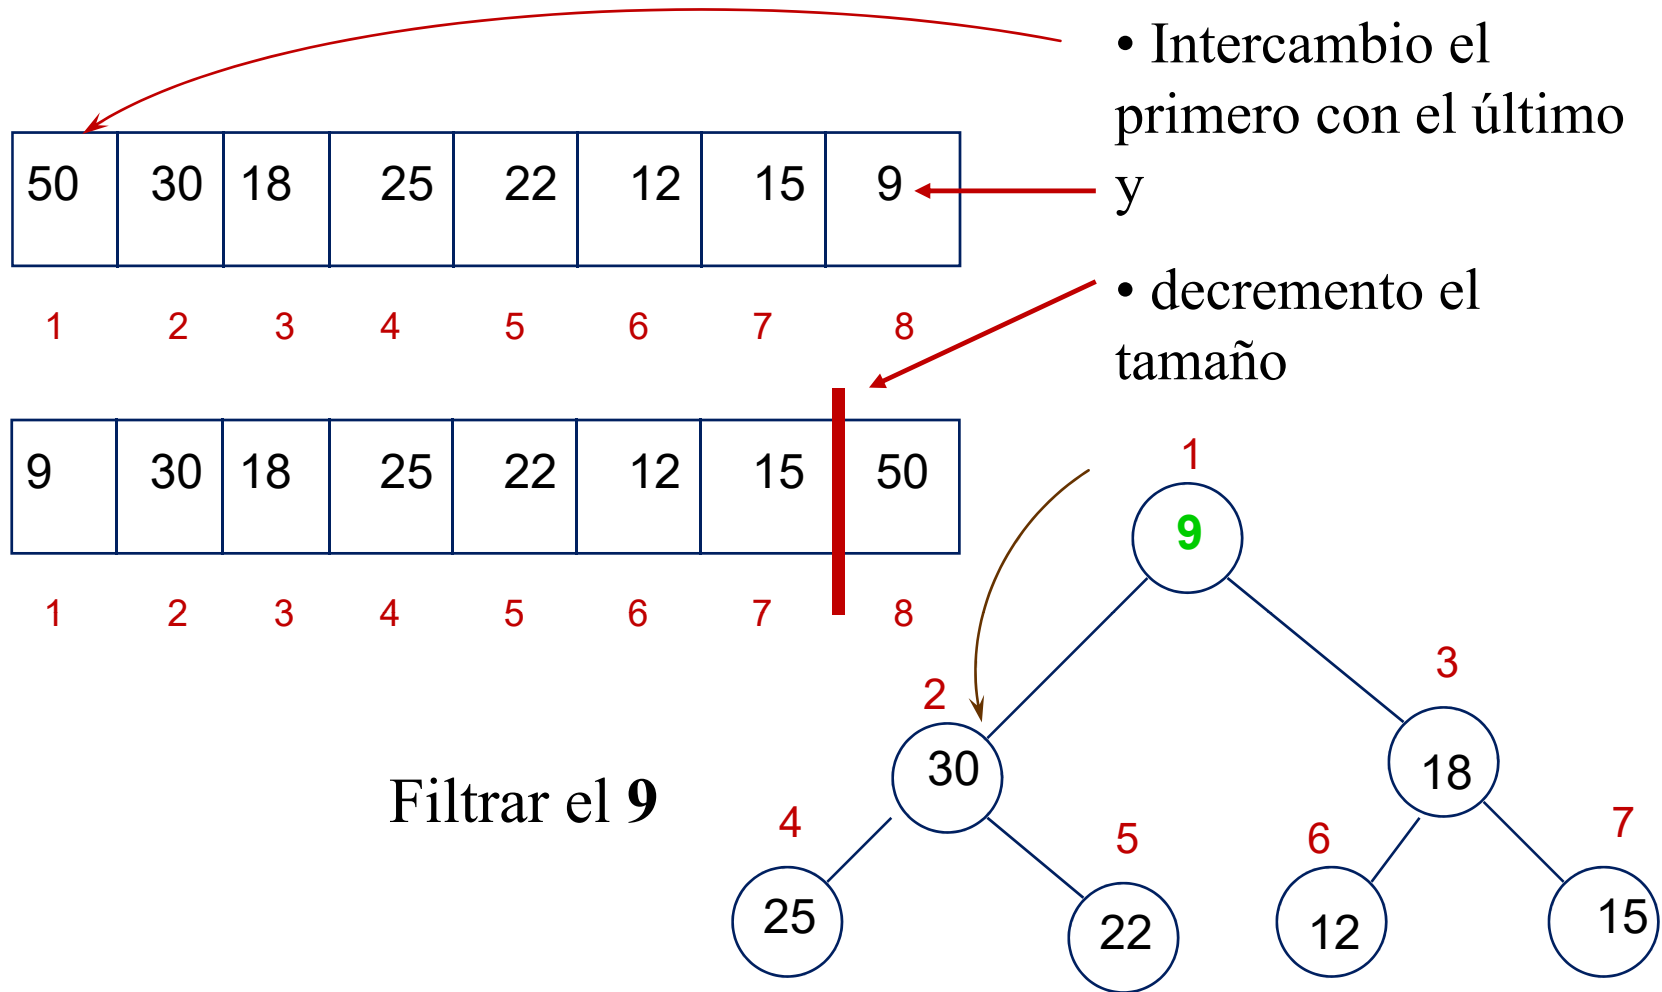 • Intercambio el
primero con el último
y
50 30 18 25 22 12 15 9
1 2 3 4 5 6 7 8
• decremento el
tamaño
9 30 18 25 22 12 15 50
1 2 3 4 5 6 7 8
1
9
2
3
30
18
Filtrar el 9
4
5
6
7
25
22
12
15